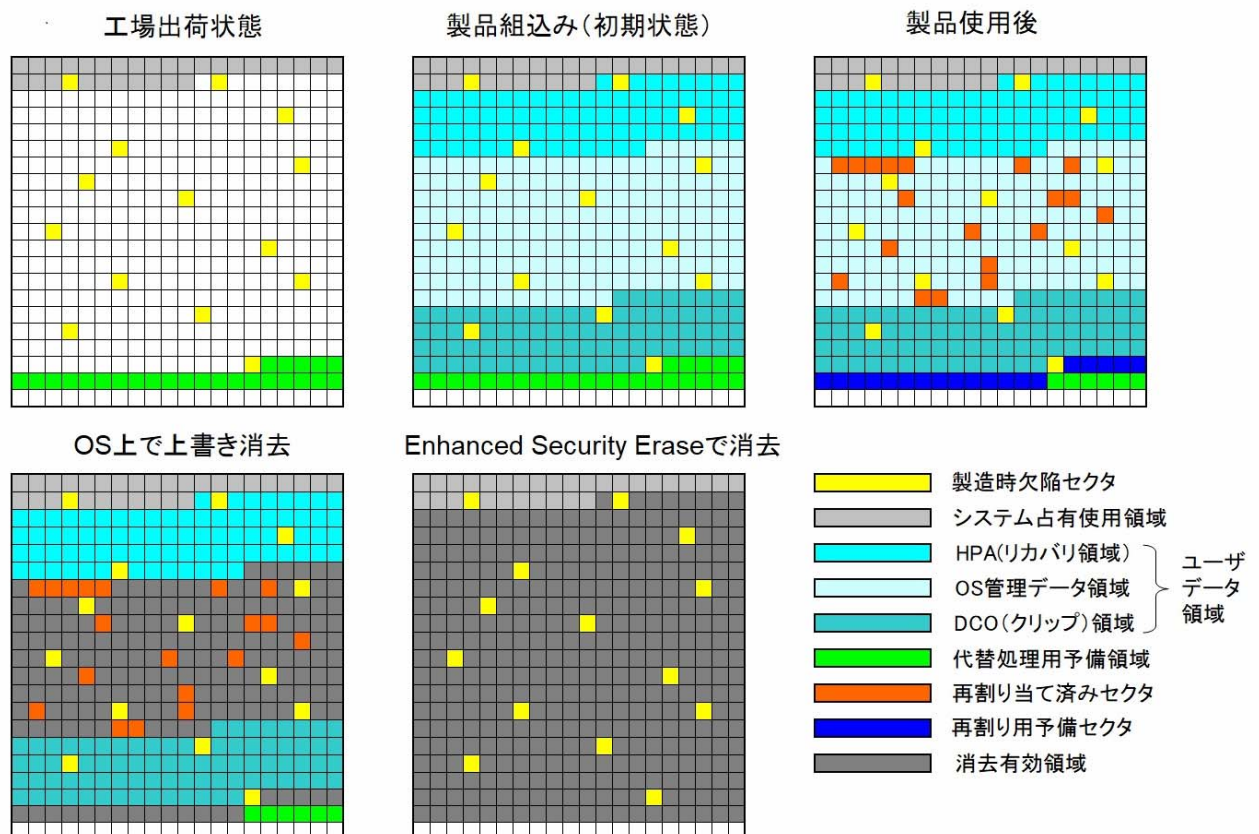 工場出荷状態
製品組込み（初期状態）
製品使用後
OS上で上書き消去
Enhanced Security Eraseで消去
製造時欠陥セクタ
システム占有使用領域
HPA(リカバリ領域)
OS管理データ領域
DCO（クリップ）領域
ユーザ
データ
領域
代替処理用予備領域
再割り当て済みセクタ
再割り用予備セクタ
消去有効領域